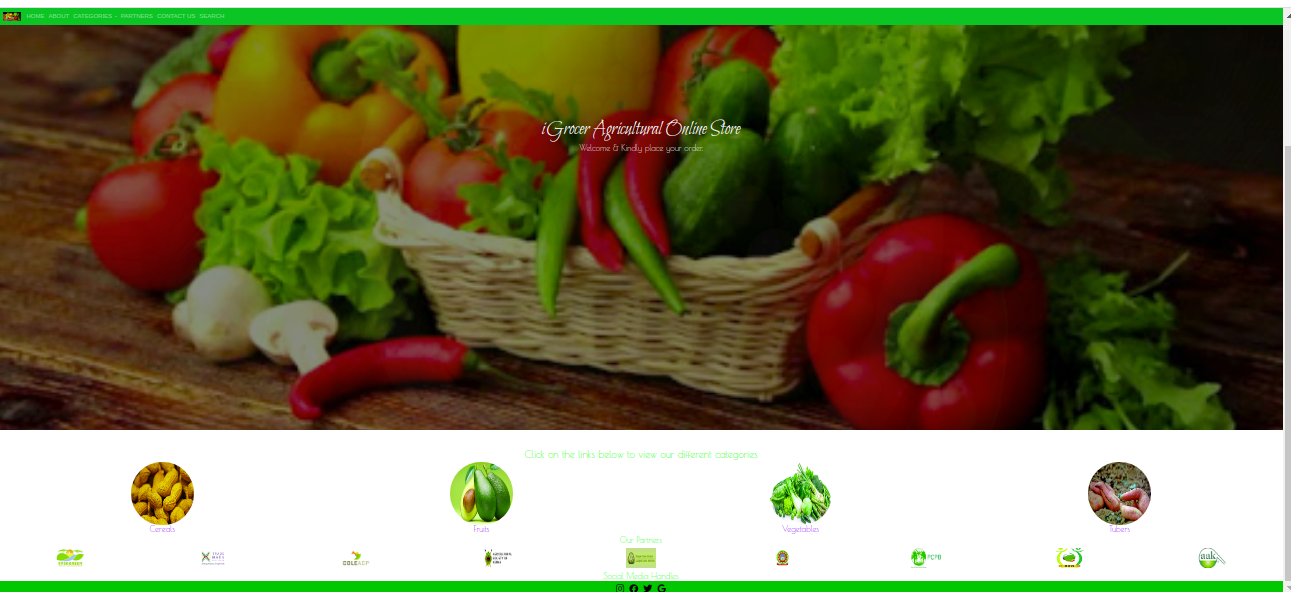 HOME ABOUT CATEGORIES PARTNERS CONTACT US SEARCH
iGrocer Agricultural Online Store
Welcome & Kindly place your order
Click on the links below to view our different categories
Cereals Fruits Vegetables Tubers
Our Partners
COLEACP PCPB aak
Social Media Handles